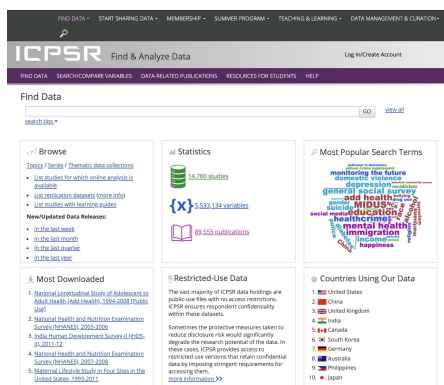 FIND DATA
START SHARING DATA
MEMBERSHIP
SUMMER PROGRAM
TEACHING & LEARNING
DATA MANAGEMENT & CURATION
ICPSR
Find & Analyze Data
Log In/Create Account
FIND DATA
SEARCH/COMPARE VARIABLES
DATA-RELATED PUBLICATIONS
RESOURCES FOR STUDENTS
HELP
Find Data
GO
view all
search tips
Browse
Topics / Series / Thematic data collections
List studies for which online analysis is
available
List replication datasets (more info)
List studies with learning guides
New/Updated Data Releases:
In the last week
In the last month
In the last quarter
In the last year
Statistics
14,760 studies
{x}
5,533,134 variables
89,555 publications
Most Popular Search Terms
monitoring the future
domestic violence
depression
recidivism
general social survey
add health
gender
suicide
MIDUS
race
social media
education
health
crime
mental health
immigration
income
happiness
police
China
diabetes
religion
marijuana
Most Downloaded
1. National Longitudinal Study of Adolescent to
Adult Health (Add Health), 1994-2008 [Public
Use]
2. National Health and Nutrition Examination
Survey (NHANES), 2005-2006
3. India Human Development Survey-II (IHDS-
II), 2011-12
4. National Health and Nutrition Examination
Survey (NHANES), 2007-2008
5. Maternal Lifestyle Study in Four Sites in the
United States, 1993-2011
Restricted-Use Data
The vast majority of ICPSR data holdings are
public-use files with no access restrictions.
ICPSR ensures respondent confidentiality
within these datasets.
Sometimes the protective measures taken to
reduce disclosure risk would significantly
degrade the research potential of the data. In
these cases, ICPSR provides access to
restricted use versions that retain confidential
data by imposing stringent requirements for
accessing them.
more information >>
Countries Using Our Data
1. United States
2. China
3. United Kingdom
4. India
5. Canada
6. South Korea
7. Germany
8. Australia
9. Philippines
10. Japan